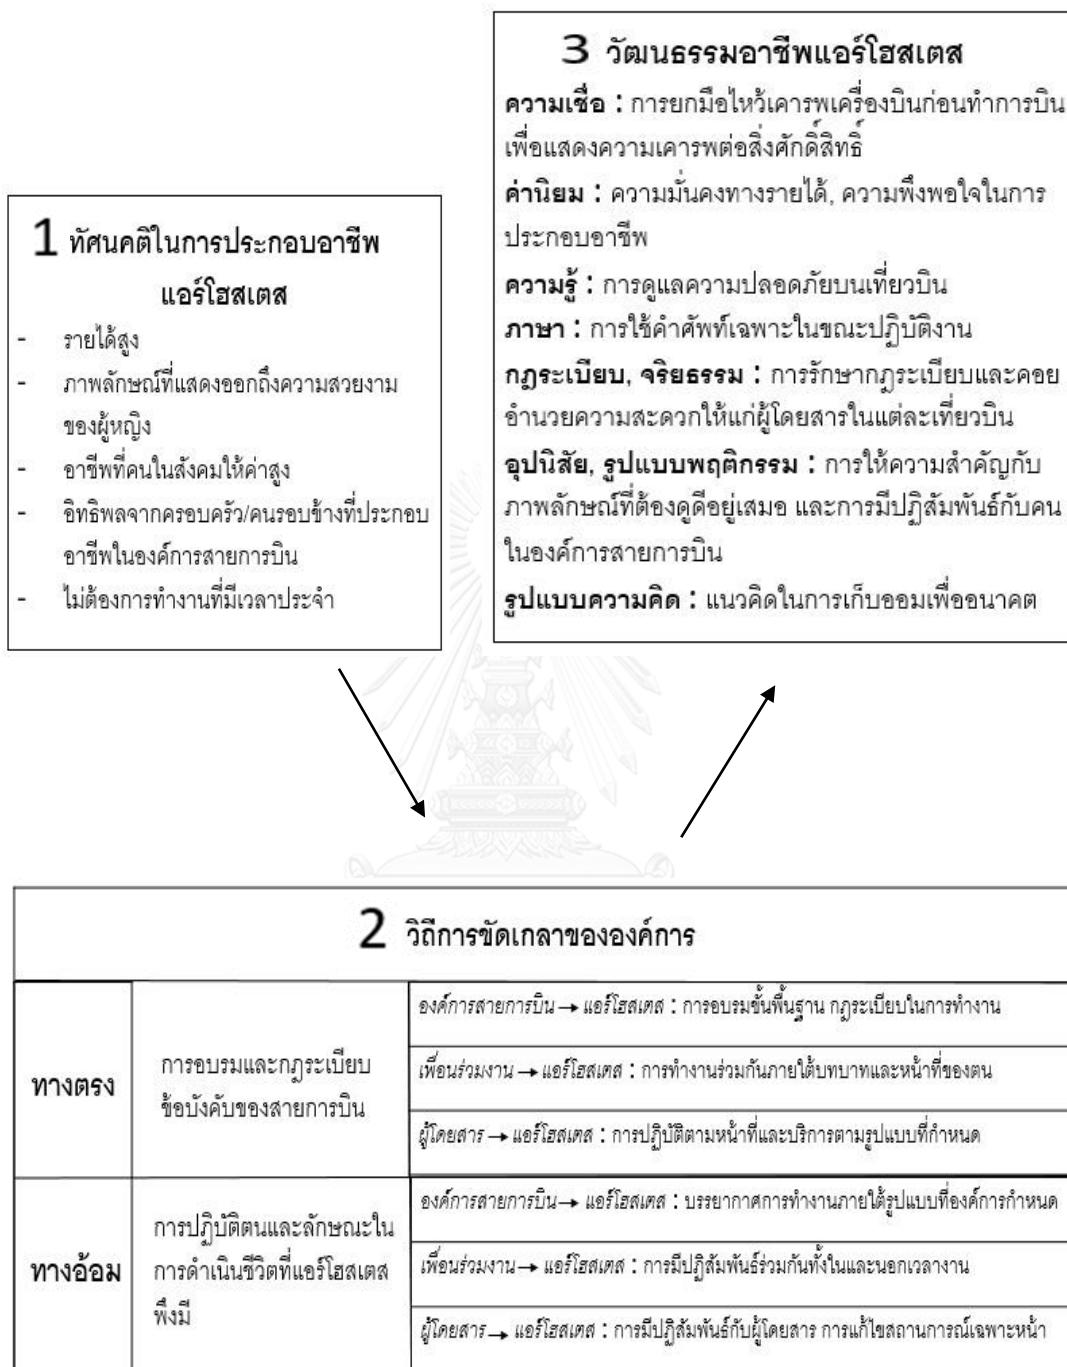 1 ทัศนคติในการประกอบอาชีพ
แอร์โฮสเตส
- รายได้สูง
- ภาพลักษณ์ที่แสดงออกถึงความสวยงาม
ของผู้หญิง
- อาชีพที่คนในสังคมให้ค่าสูง
- อิทธิพลจากครอบครัว/คนรอบข้างที่ประกอบ
อาชีพในองค์การสายการบิน
- ไม่ต้องการทำงานที่มีเวลาประจำ
3 วัฒนธรรมอาชีพแอร์โฮสเตส
ความเชื่อ : การยกมือไหว้เคารพเครื่องบินก่อนทำการบิน
เพื่อแสดงความเคารพต่อสิ่งศักดิ์สิทธิ์
ค่านิยม : ความมั่นคงทางรายได้, ความพึงพอใจในการ
ประกอบอาชีพ
ความรู้ : การดูแลความปลอดภัยบนเที่ยวบิน
ภาษา : การใช้คำศัพท์เฉพาะในขณะปฏิบัติงาน
กฎระเบียบ, จริยธรรม : การรักษากฎระเบียบและคอย
อำนวยความสะดวกให้แก่ผู้โดยสารในแต่ละเที่ยวบิน
อุปนิสัย, รูปแบบพฤติกรรม : การให้ความสำคัญกับ
ภาพลักษณ์ที่ต้องดูดีอยู่เสมอ และการมีปฏิสัมพันธ์กับคน
ในองค์การสายการบิน
รูปแบบความคิด : แนวคิดในการเก็บออมเพื่ออนาคต
2 วิถีการขัดเกลาขององค์การ
ทางตรง
การอบรมและกฎระเบียบ
ข้อบังคับของสายการบิน
องค์การสายการบิน → แอร์โฮสเตส : การอบรมขั้นพื้นฐาน กฎระเบียบในการทำงาน
เพื่อนร่วมงาน → แอร์โฮสเตส : การทำงานร่วมกันภายใต้บทบาทและหน้าที่ของตน
ผู้โดยสาร → แอร์โฮสเตส : การปฏิบัติตามหน้าที่และบริการตามรูปแบบที่กำหนด
ทางอ้อม
การปฏิบัติตนและลักษณะใน
การดำเนินชีวิตที่แอร์โฮสเตส
พึงมี
องค์การสายการบิน → แอร์โฮสเตส : บรรยากาศการทำงานภายใต้รูปแบบที่องค์การกำหนด
เพื่อนร่วมงาน → แอร์โฮสเตส : การมีปฏิสัมพันธ์ร่วมกันทั้งในและนอกเวลางาน
ผู้โดยสาร → แอร์โฮสเตส : การมีปฏิสัมพันธ์กับผู้โดยสาร การแก้ไขสถานการณ์เฉพาะหน้า